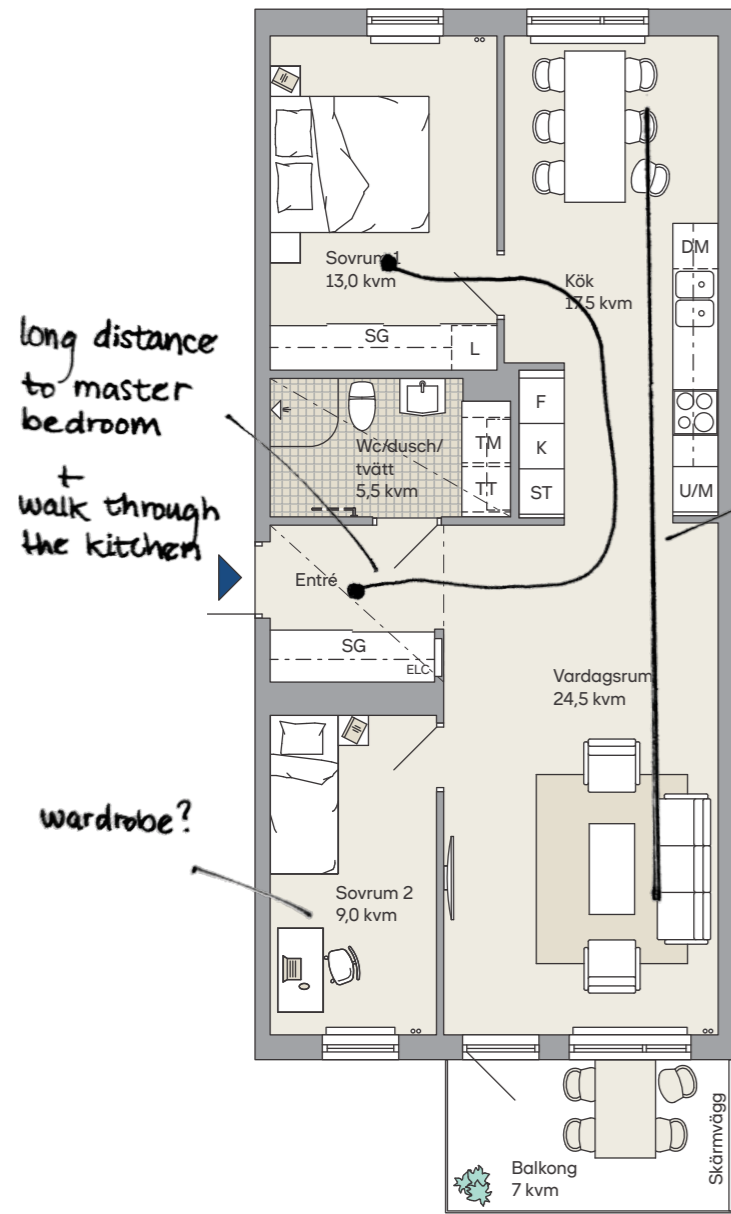 Sovrum 1
13,0 kvm
Kök
17,5 kvm
DM
SG
L
long distance
to master
bedroom
+
walk through
the kitchen
F
K
ST
TM
TT
Wc/dusch/
tvätt
5,5 kvm
U/M
Entré
SG
ELC
Vardagsrum
24,5 kvm
wardrobe?
Sovrum 2
9,0 kvm
Balkong
7 kvm
Skärmvägg